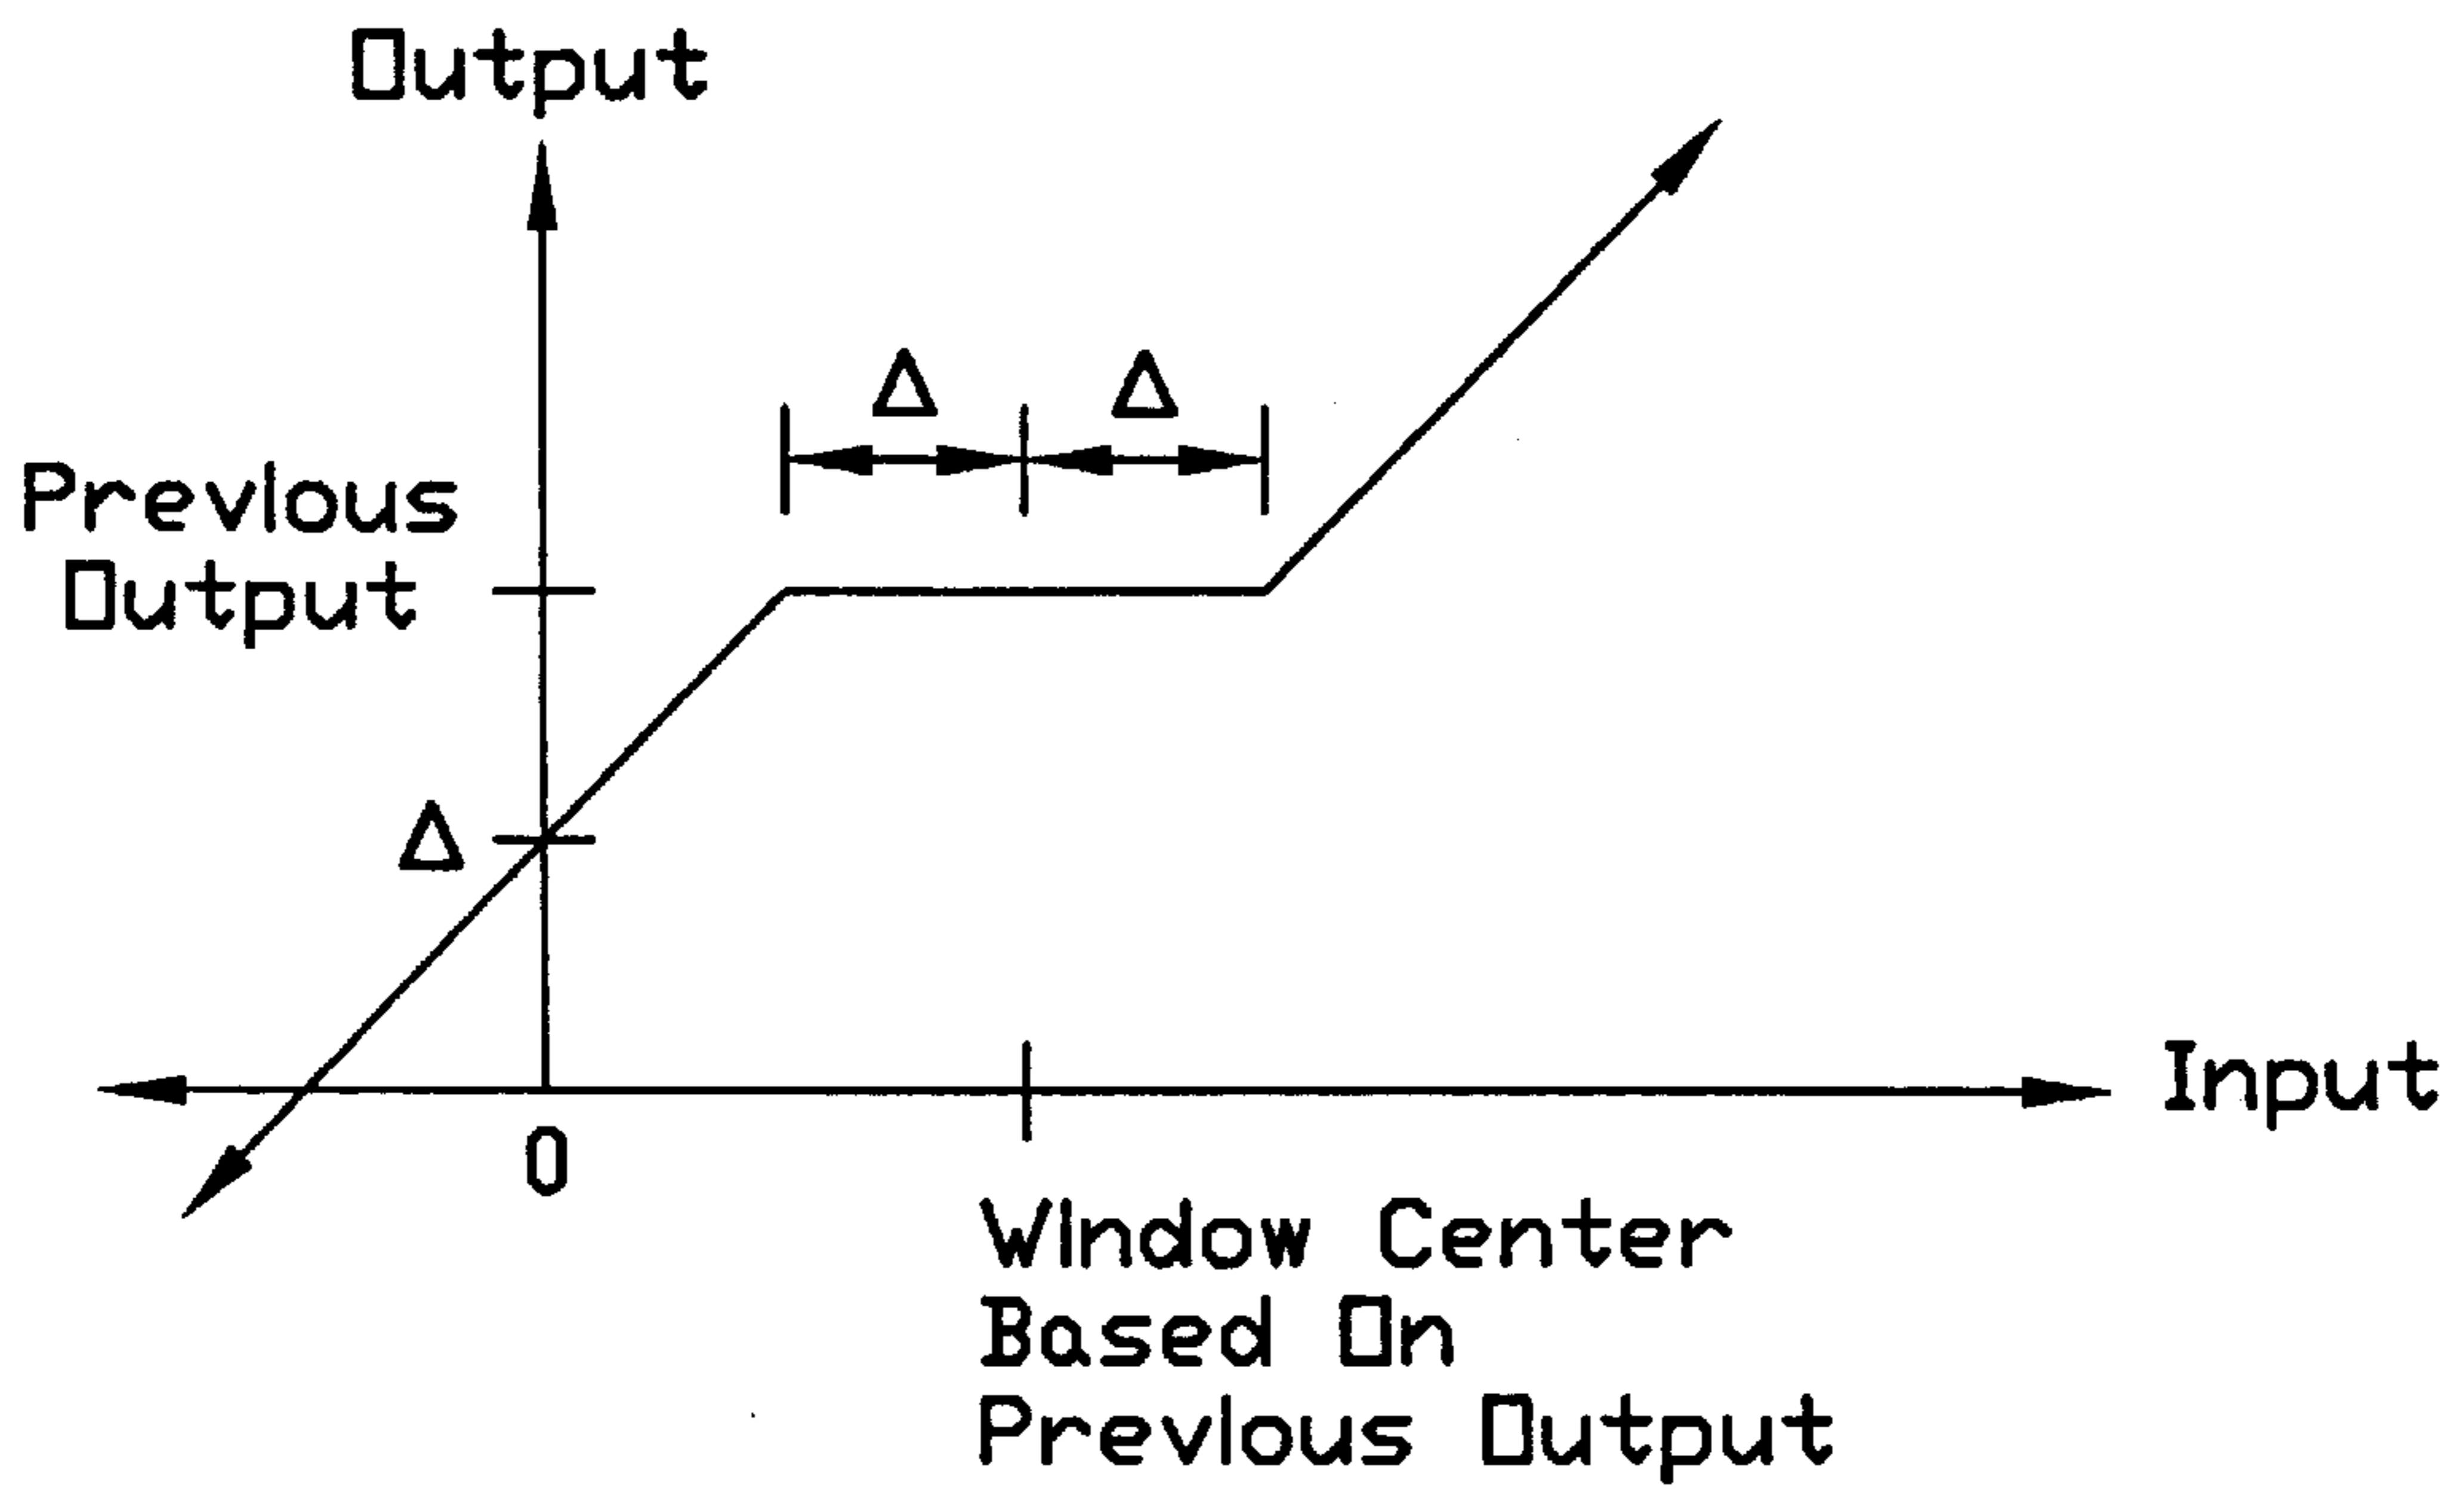 Output
Δ Δ
Previous
Output
Δ
Input
0
Window Center
Based On
Previous Output